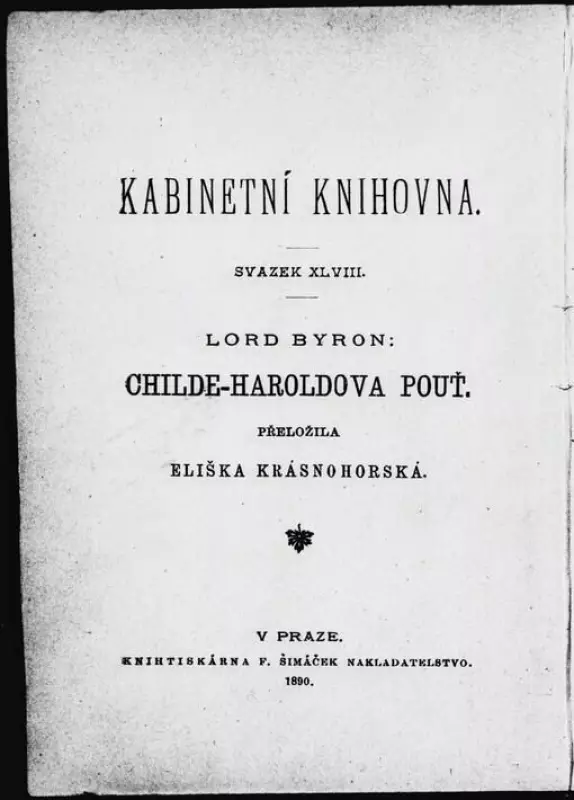 KABINETNÍ KNIHOVNA.
SVAZEK XLVIII.
LORD BYRON:
CHILDE-HAROLDOVA POUŤ.
PŘELOŽILA
ELIŠKA KRÁSNOHORSKÁ.
V PRAZE.
KNIHTISKÁRNA F. ŠIMÁČEK NAKLADATELSTVO.
1890.